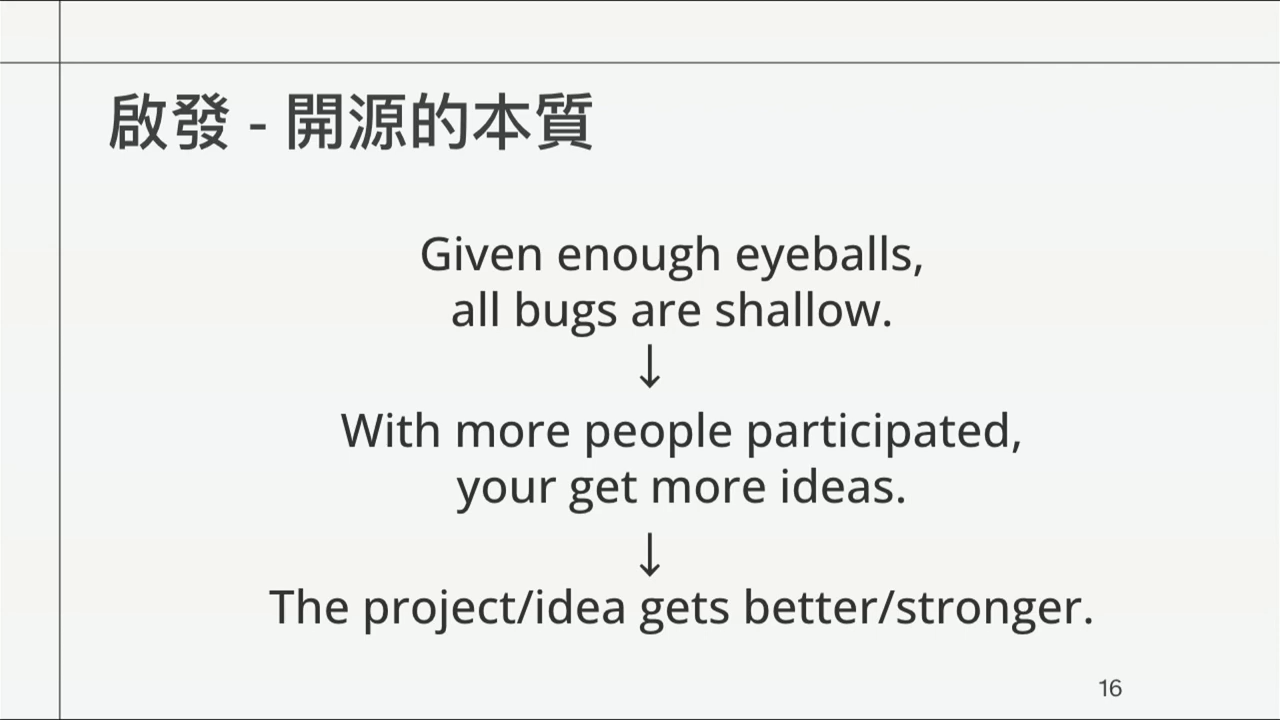 啟發 - 開源的本質
Given enough eyeballs,
all bugs are shallow.
↓
With more people participated,
your get more ideas.
↓
The project/idea gets better/stronger.
16